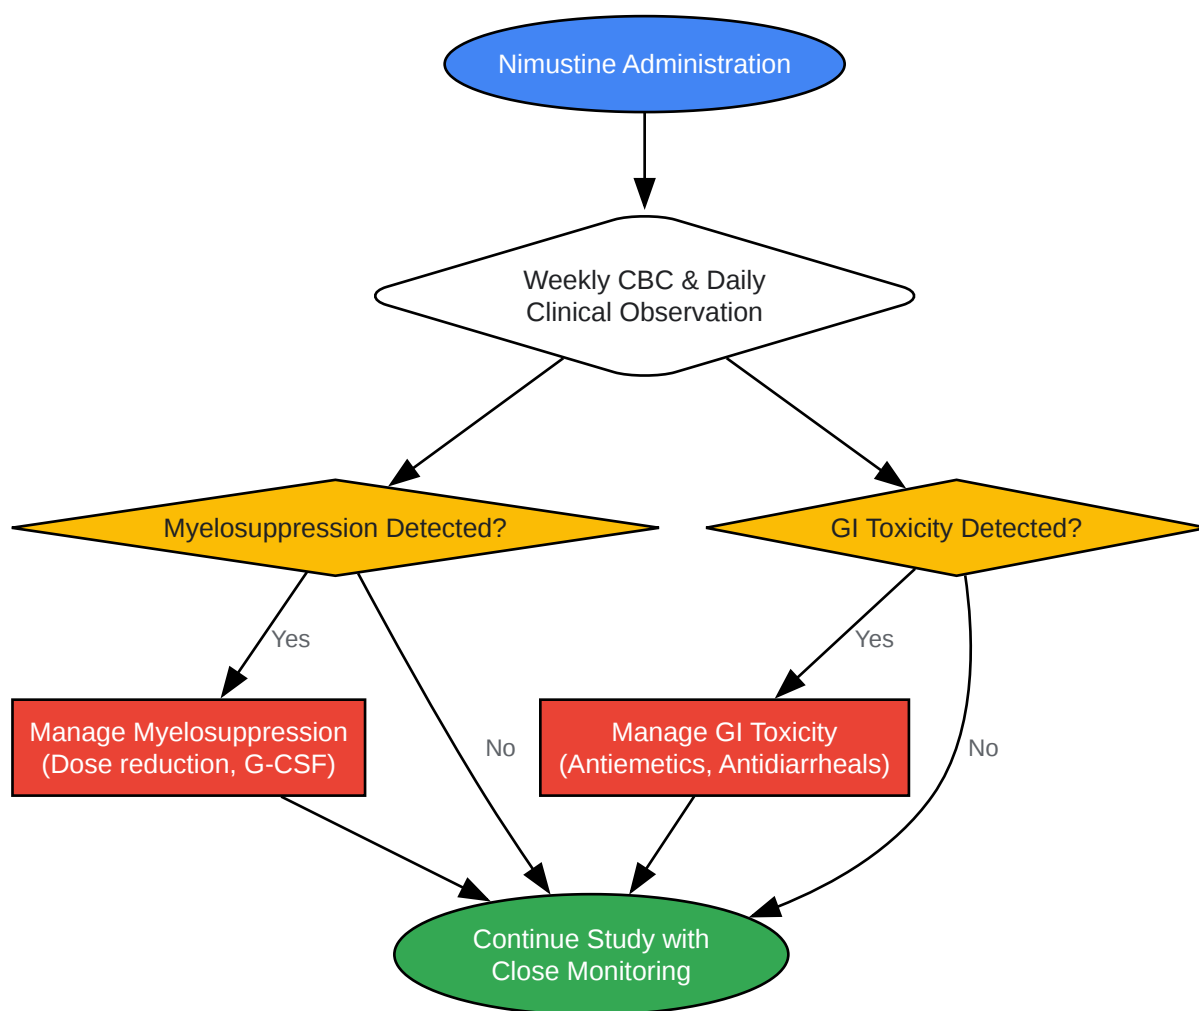 Nimustine Administration
Weekly CBC & Daily
Clinical Observation
Myelosuppression Detected?
GI Toxicity Detected?
Yes
Yes
Manage Myelosuppression
(Dose reduction, G-CSF)
No
Manage GI Toxicity
(Antiemetics, Antidiarrheals)
No
Continue Study with
Close Monitoring